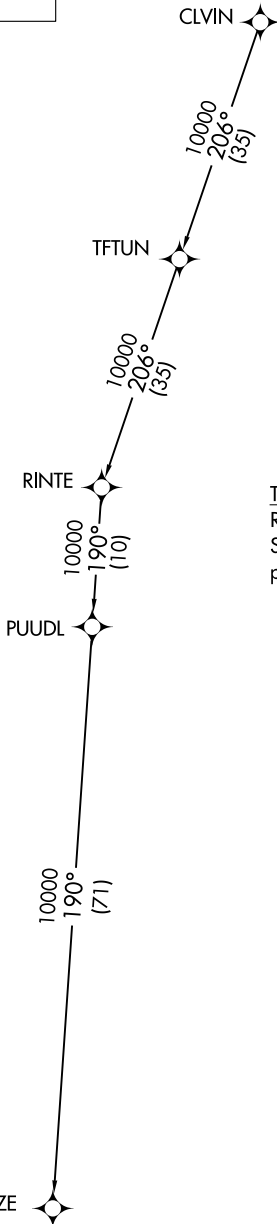 CLVIN
10000
206°
(35)
TFTUN
10000
206°
(35)
RINTE
10000
190°
(10)
PUUDL
10000
190°
(71)
ZE